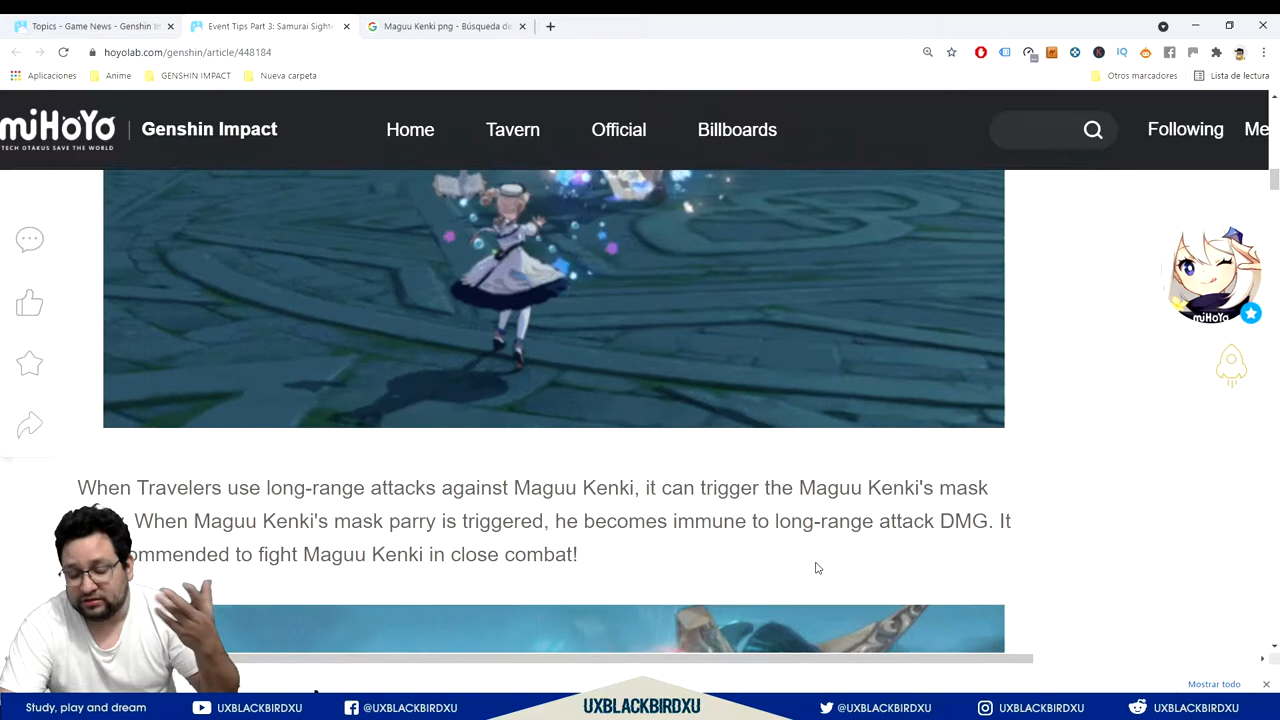 Topics - Game News - Genshin Im
Event Tips Part 3: Samurai Sight
Maguu Kenki png - Búsqueda de
hoyolab.com/genshin/article/448184
Aplicaciones
Anime
GENSHIN IMPACT
Nueva carpeta
Otros marcadores
Lista de lectura
miHoYo
TECH OTAKUS SAVE THE WORLD
Genshin Impact
Home
Tavern
Official
Billboards
Following
Me
miHoYo
When Travelers use long-range attacks against Maguu Kenki, it can trigger the Maguu Kenki's mask
When Maguu Kenki's mask parry is triggered, he becomes immune to long-range attack DMG. It
ommended to fight Maguu Kenki in close combat!
Mostrar todo
Study, play and dream
UXBLACKBIRDXU
@UXBLACKBIRDXU
UXBLACKBIRDXU
@UXBLACKBIRDXU
@UXBLACKBIRDXU
UXBLACKBIRDXU